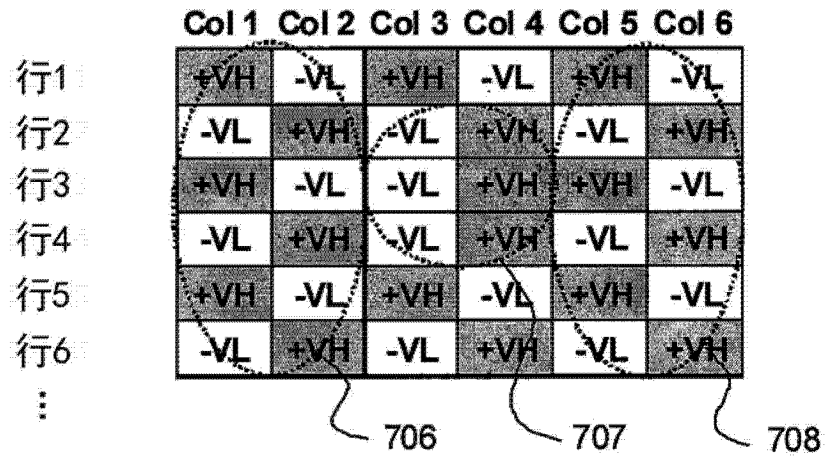 Col 1 Col 2 Col 3 Col 4 Col 5 Col 6
行1 +VH -VL +VH -VL +VH -VL
行2 -VL +VH -VL +VH -VL +VH
行3 +VH -VL -VL +VH +VH -VL
行4 -VL +VH -VL +VH -VL +VH
行5 +VH -VL +VH -VL +VH -VL
行6 -VL +VH -VL +VH -VL +VH
⋮
706 707 708